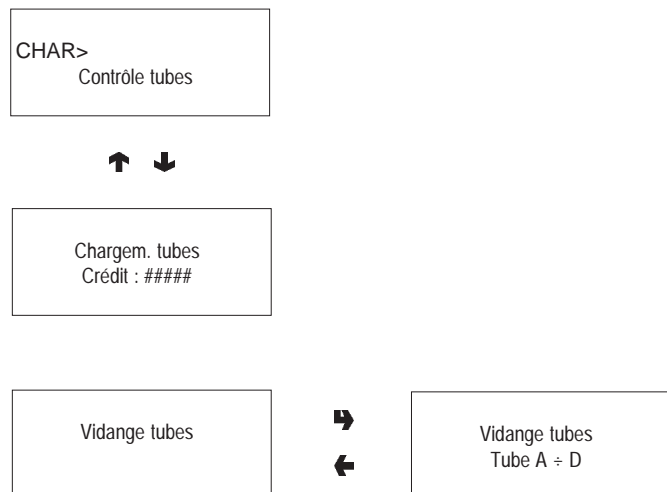 CHAR>
Contrôle tubes
Chargem. tubes
Crédit : #####
Vidange tubes
Vidange tubes
Tube A ÷ D